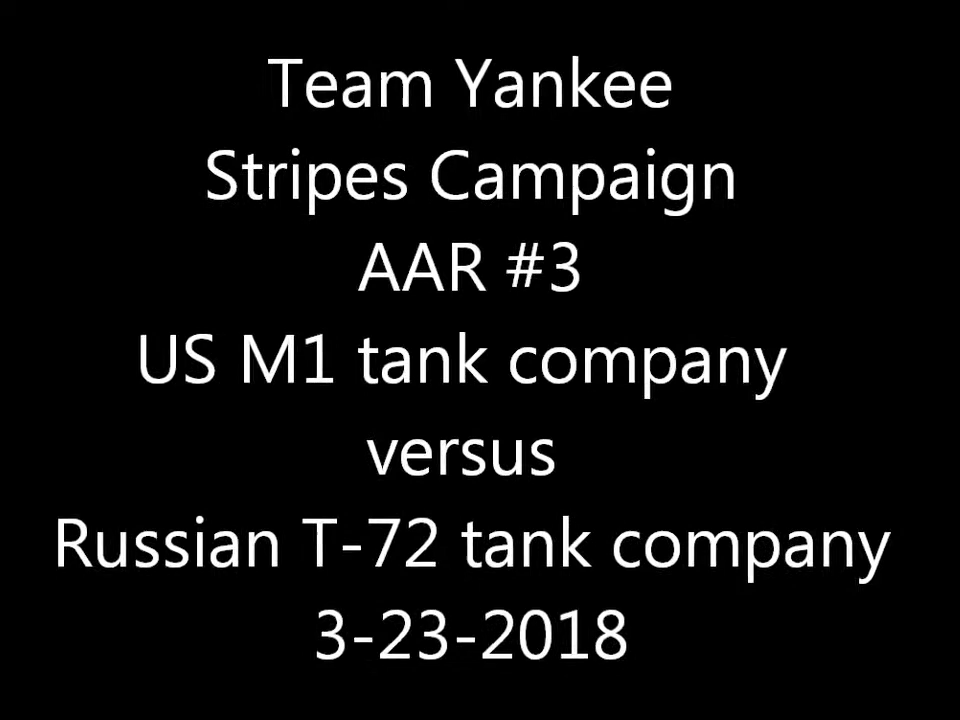 Team Yankee
Stripes Campaign
AAR #3
US M1 tank company
versus
Russian T-72 tank company
3-23-2018